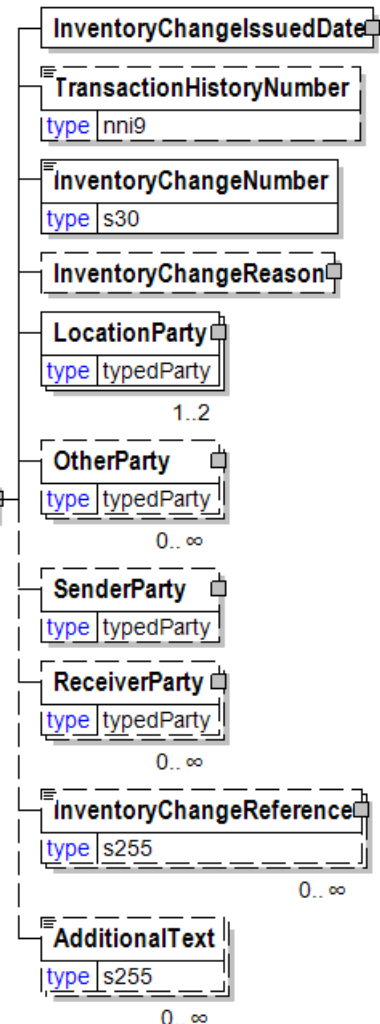 InventoryChangeIssuedDate
TransactionHistoryNumber
type nni9
InventoryChangeNumber
type s30
InventoryChangeReason
LocationParty
type typedParty
1..2
OtherParty
type typedParty
0..∞
SenderParty
type typedParty
ReceiverParty
type typedParty
0..∞
InventoryChangeReference
type s255
0..∞
AdditionalText
type s255
0..∞